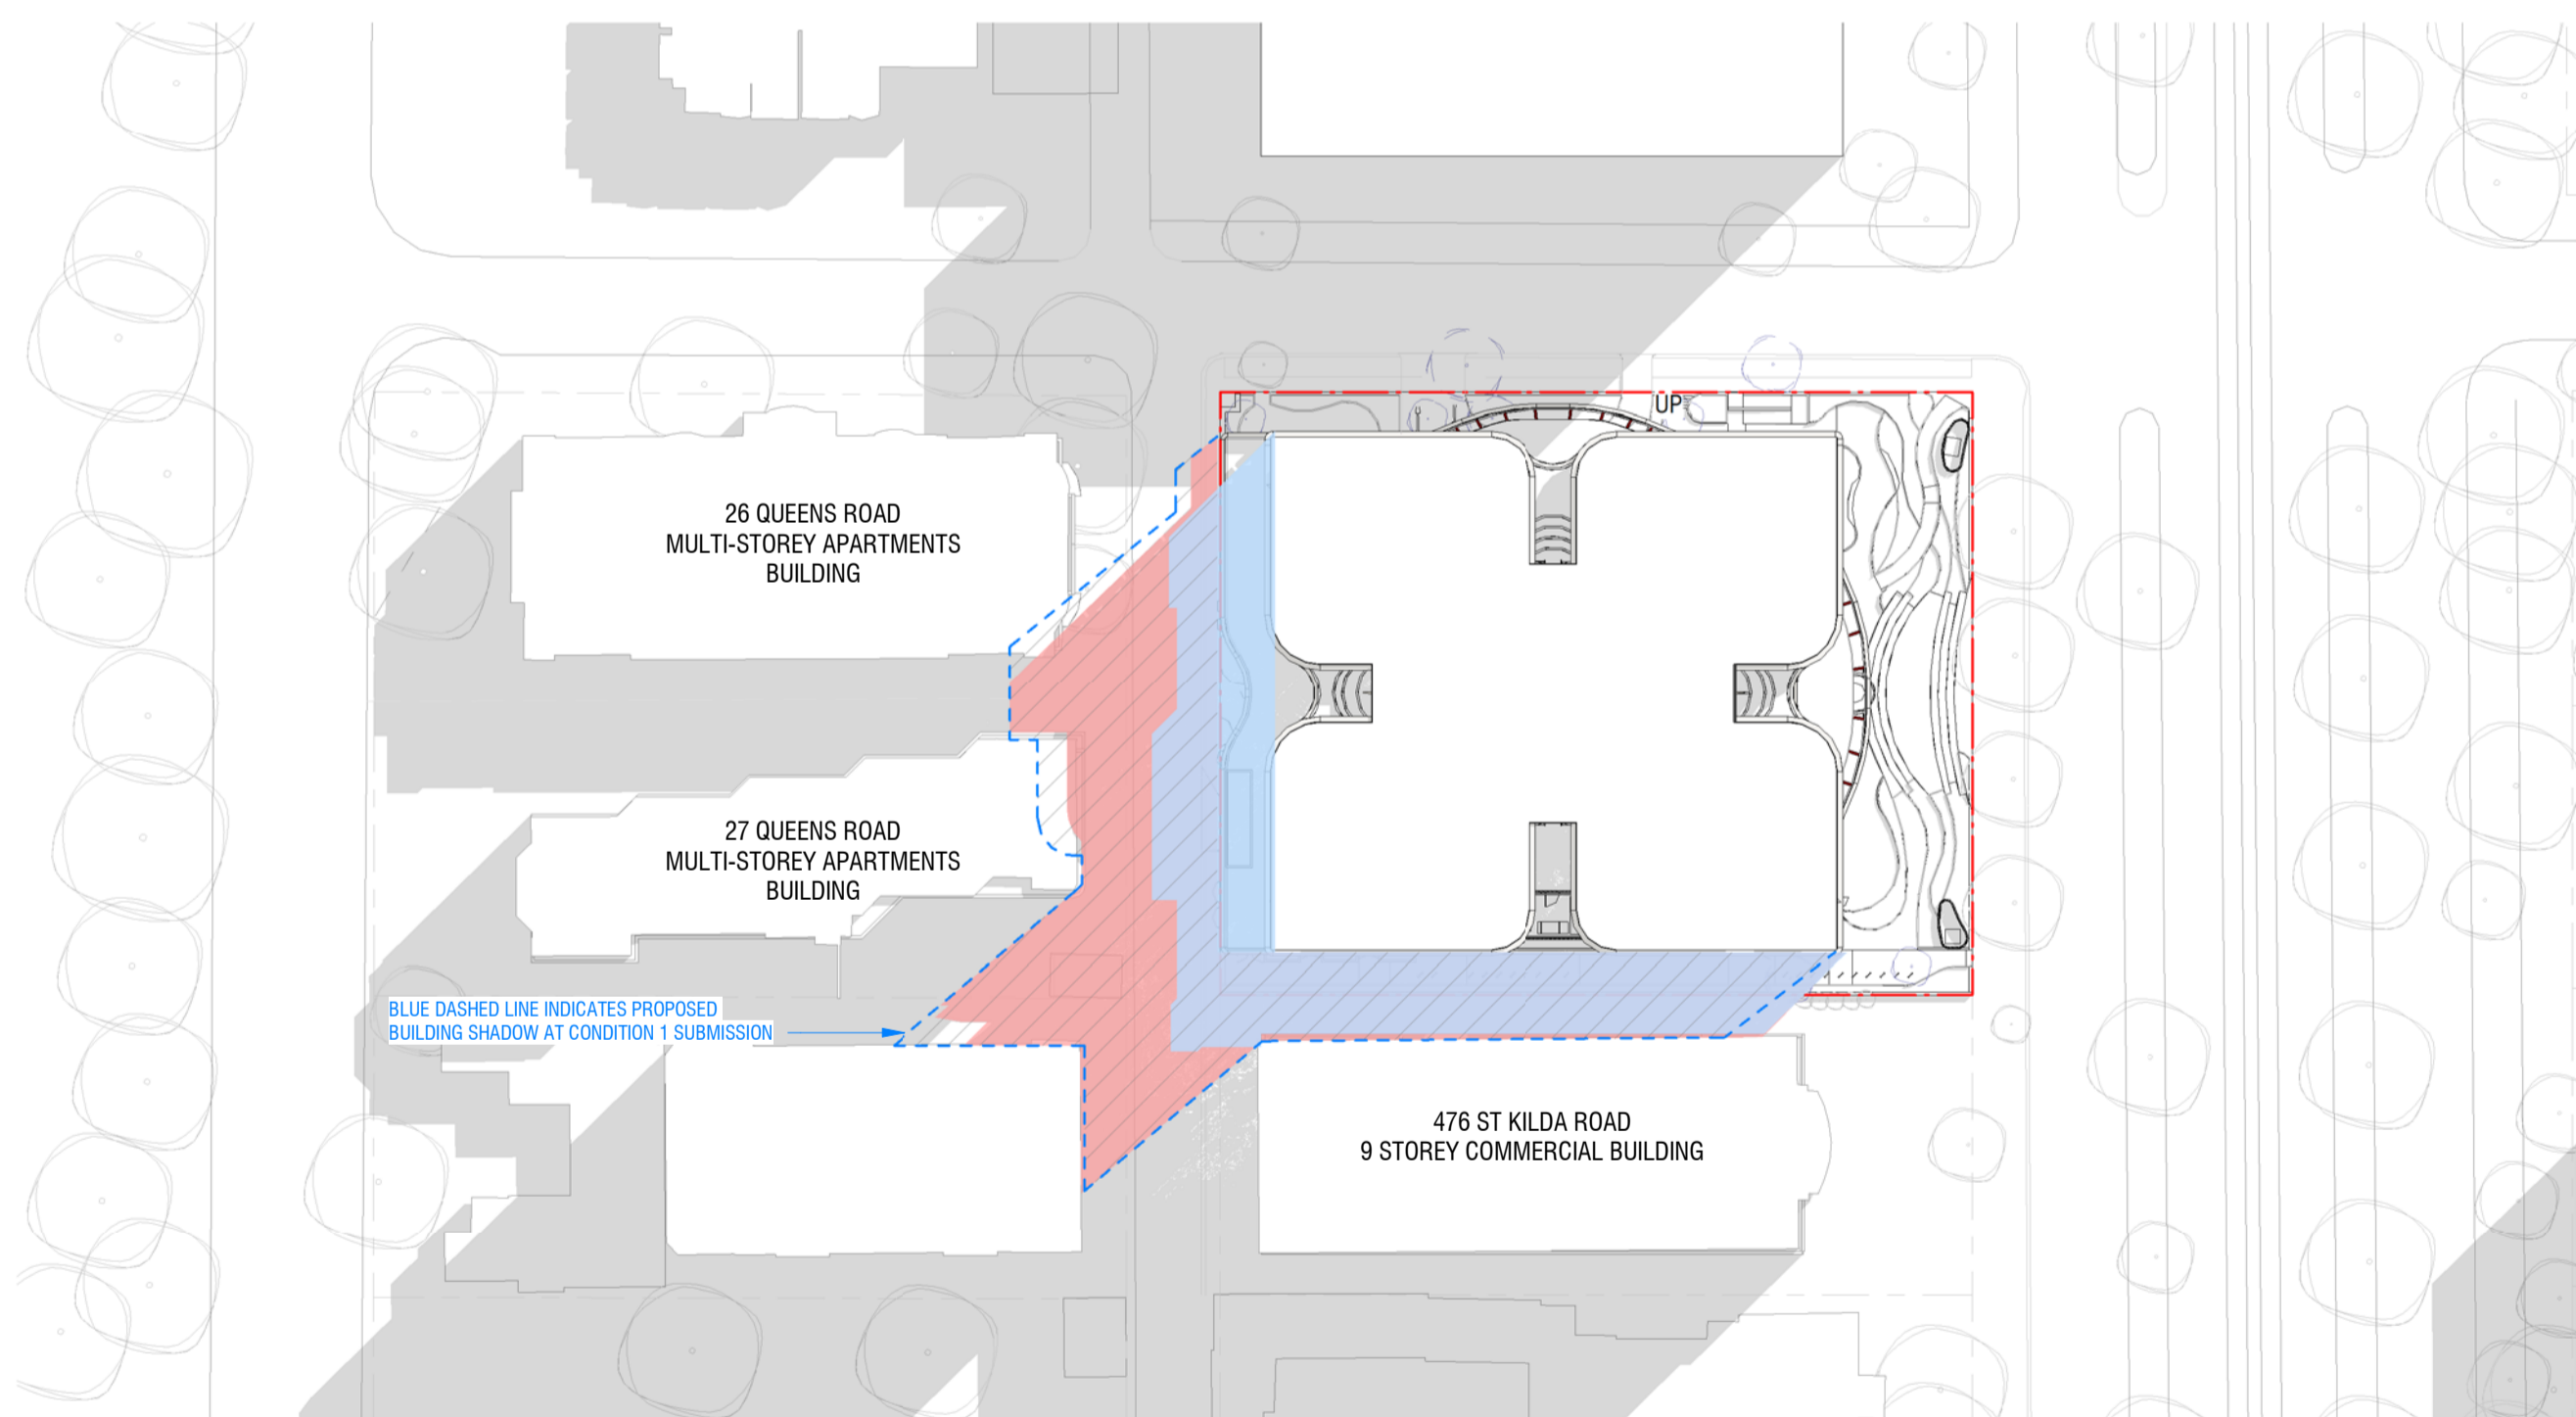 UP
26 QUEENS ROAD
MULTI-STOREY APARTMENTS
BUILDING
27 QUEENS ROAD
MULTI-STOREY APARTMENTS
BUILDING
BLUE DASHED LINE INDICATES PROPOSED
BUILDING SHADOW AT CONDITION 1 SUBMISSION
476 ST KILDA ROAD
9 STOREY COMMERCIAL BUILDING